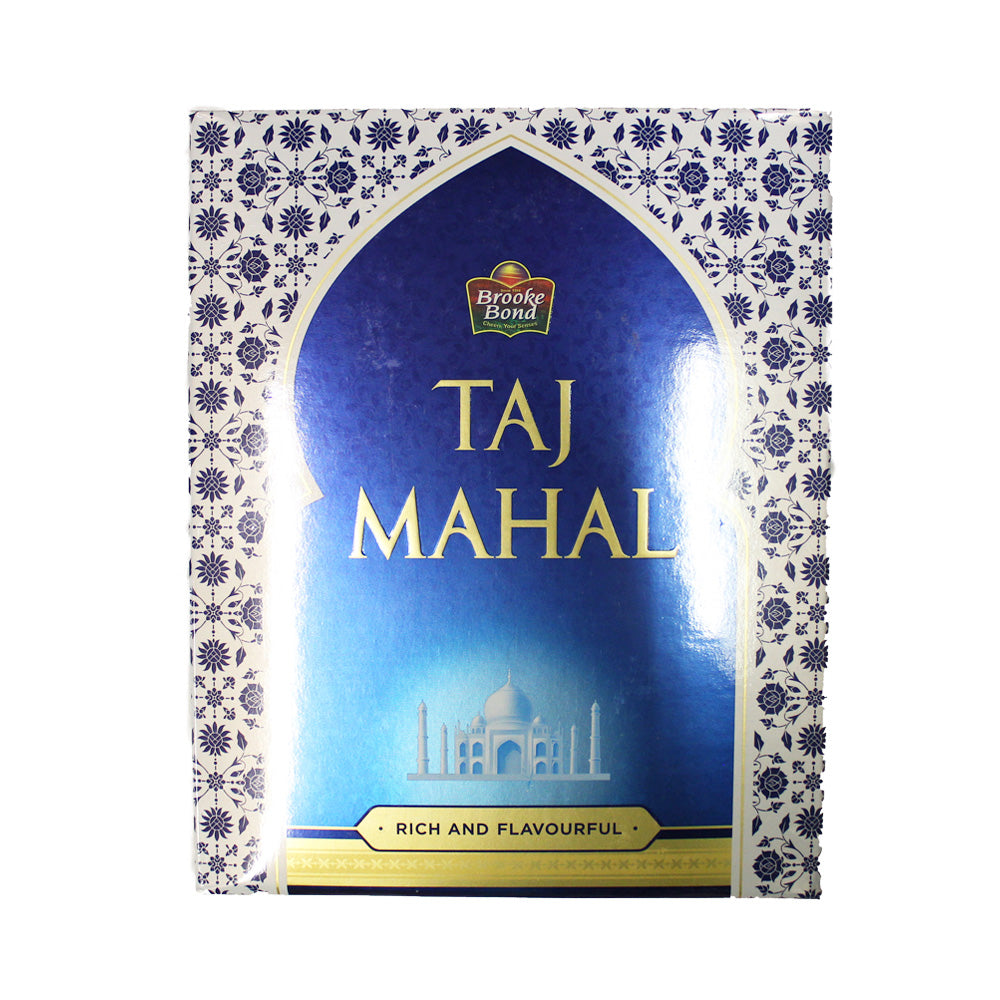 Brooke
Bond
Cheers Your Senses
TAJ
MAHAL
• RICH AND FLAVOURFUL •